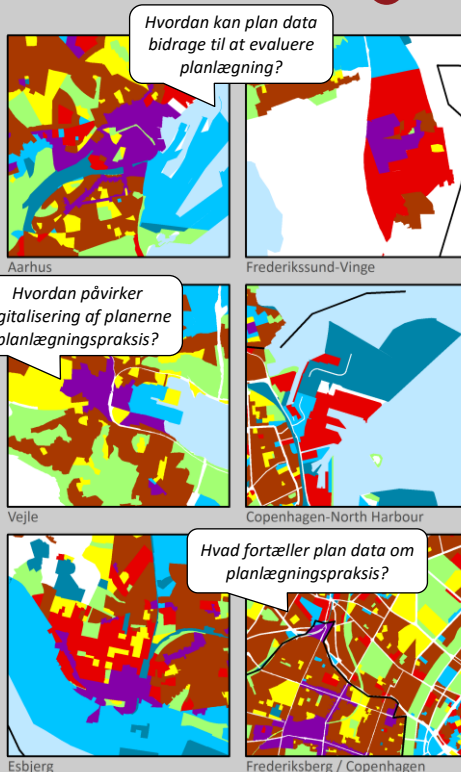 Hvordan kan plan data
bidrage til at evaluere
planlægning?
Aarhus
Frederikssund-Vinge
Hvordan påvirker
gitalisering af planerne
planlægningspraksis?
Vejle
Copenhagen-North Harbour
Hvad fortæller plan data om
planlægningspraksis?
Esbjerg
Frederiksberg / Copenhagen